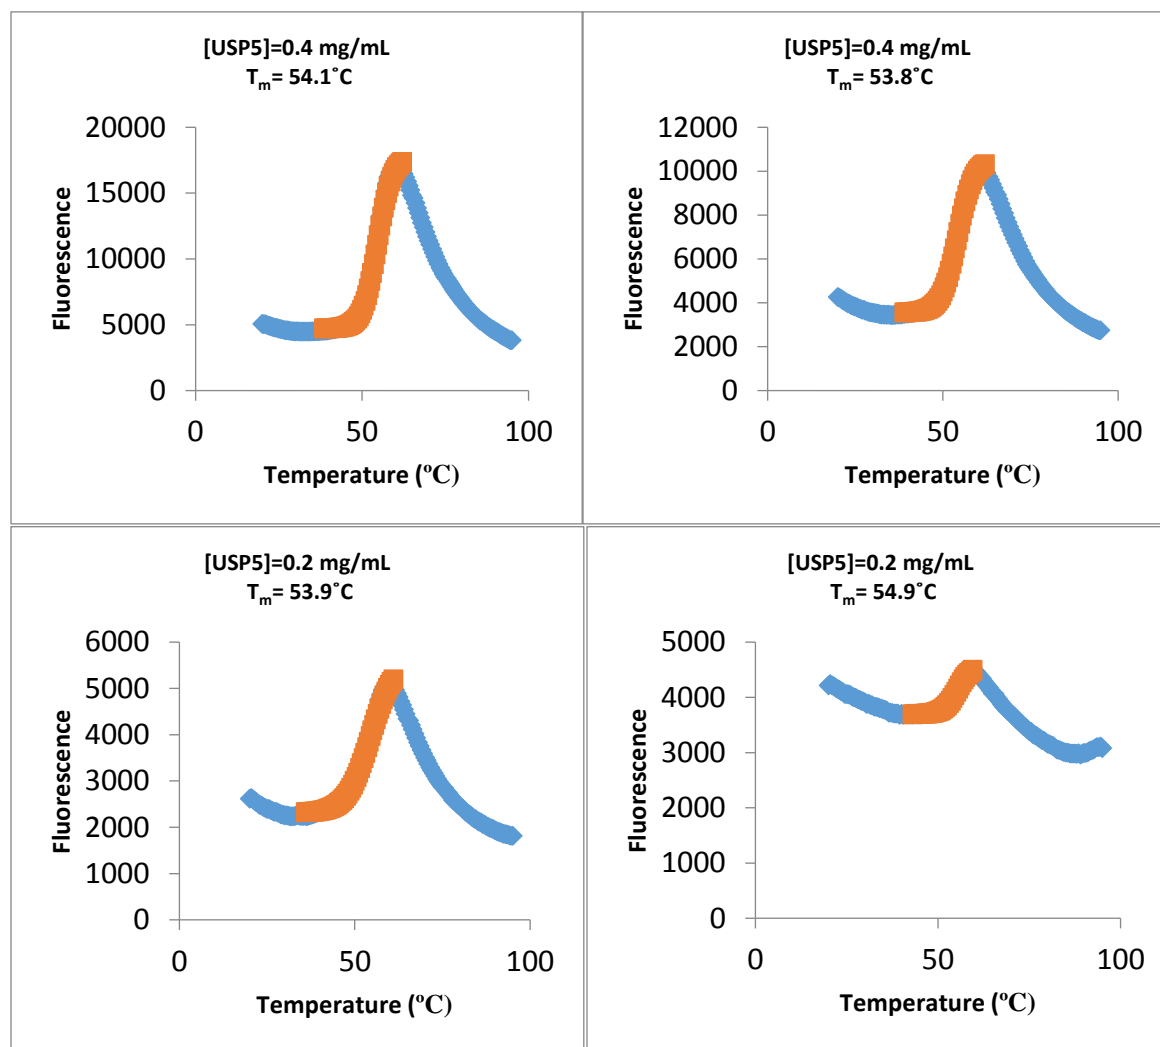 [USP5]=0.4 mg/mL
Tm= 54.1˚C
20000
15000
10000
5000
0
0
50
100
Fluorescence
Temperature (ºC)
[USP5]=0.4 mg/mL
Tm= 53.8˚C
12000
10000
8000
6000
4000
2000
0
0
50
100
Fluorescence
Temperature (ºC)
[USP5]=0.2 mg/mL
Tm= 53.9˚C
6000
5000
4000
3000
2000
1000
0
0
50
100
Fluorescence
Temperature (ºC)
[USP5]=0.2 mg/mL
Tm= 54.9˚C
5000
4000
3000
2000
1000
0
0
50
100
Fluorescence
Temperature (ºC)